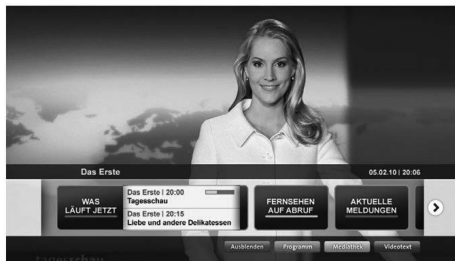 Das Erste
05.02.10 | 20:06
WAS
LÄUFT JETZT
Das Erste | 20:00
Tagesschau
Das Erste | 20:15
Liebe und andere Delikatessen
FERNSEHEN
AUF ABRUF
AKTUELLE
MELDUNGEN
Ausblenden
Programm
Mediathek
Videotext
tagesschau